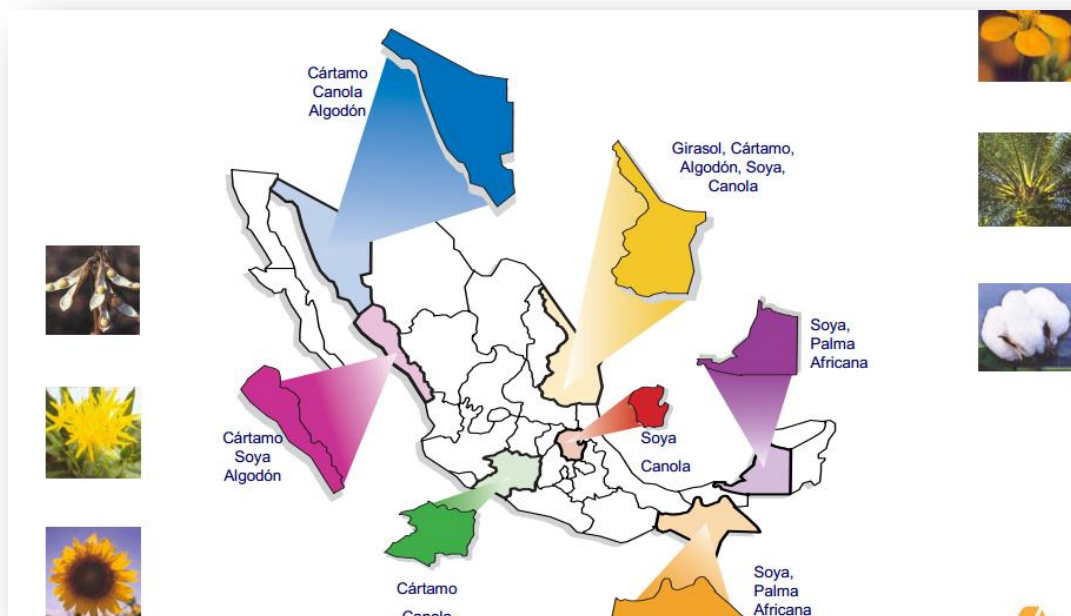 Cártamo
Canola
Algodón
Girasol, Cártamo,
Algodón, Soya,
Canola
Soya,
Palma
Africana
Cártamo
Soya
Algodón
Soya
Canola
Cártamo
Canola
Soya,
Palma
Africana